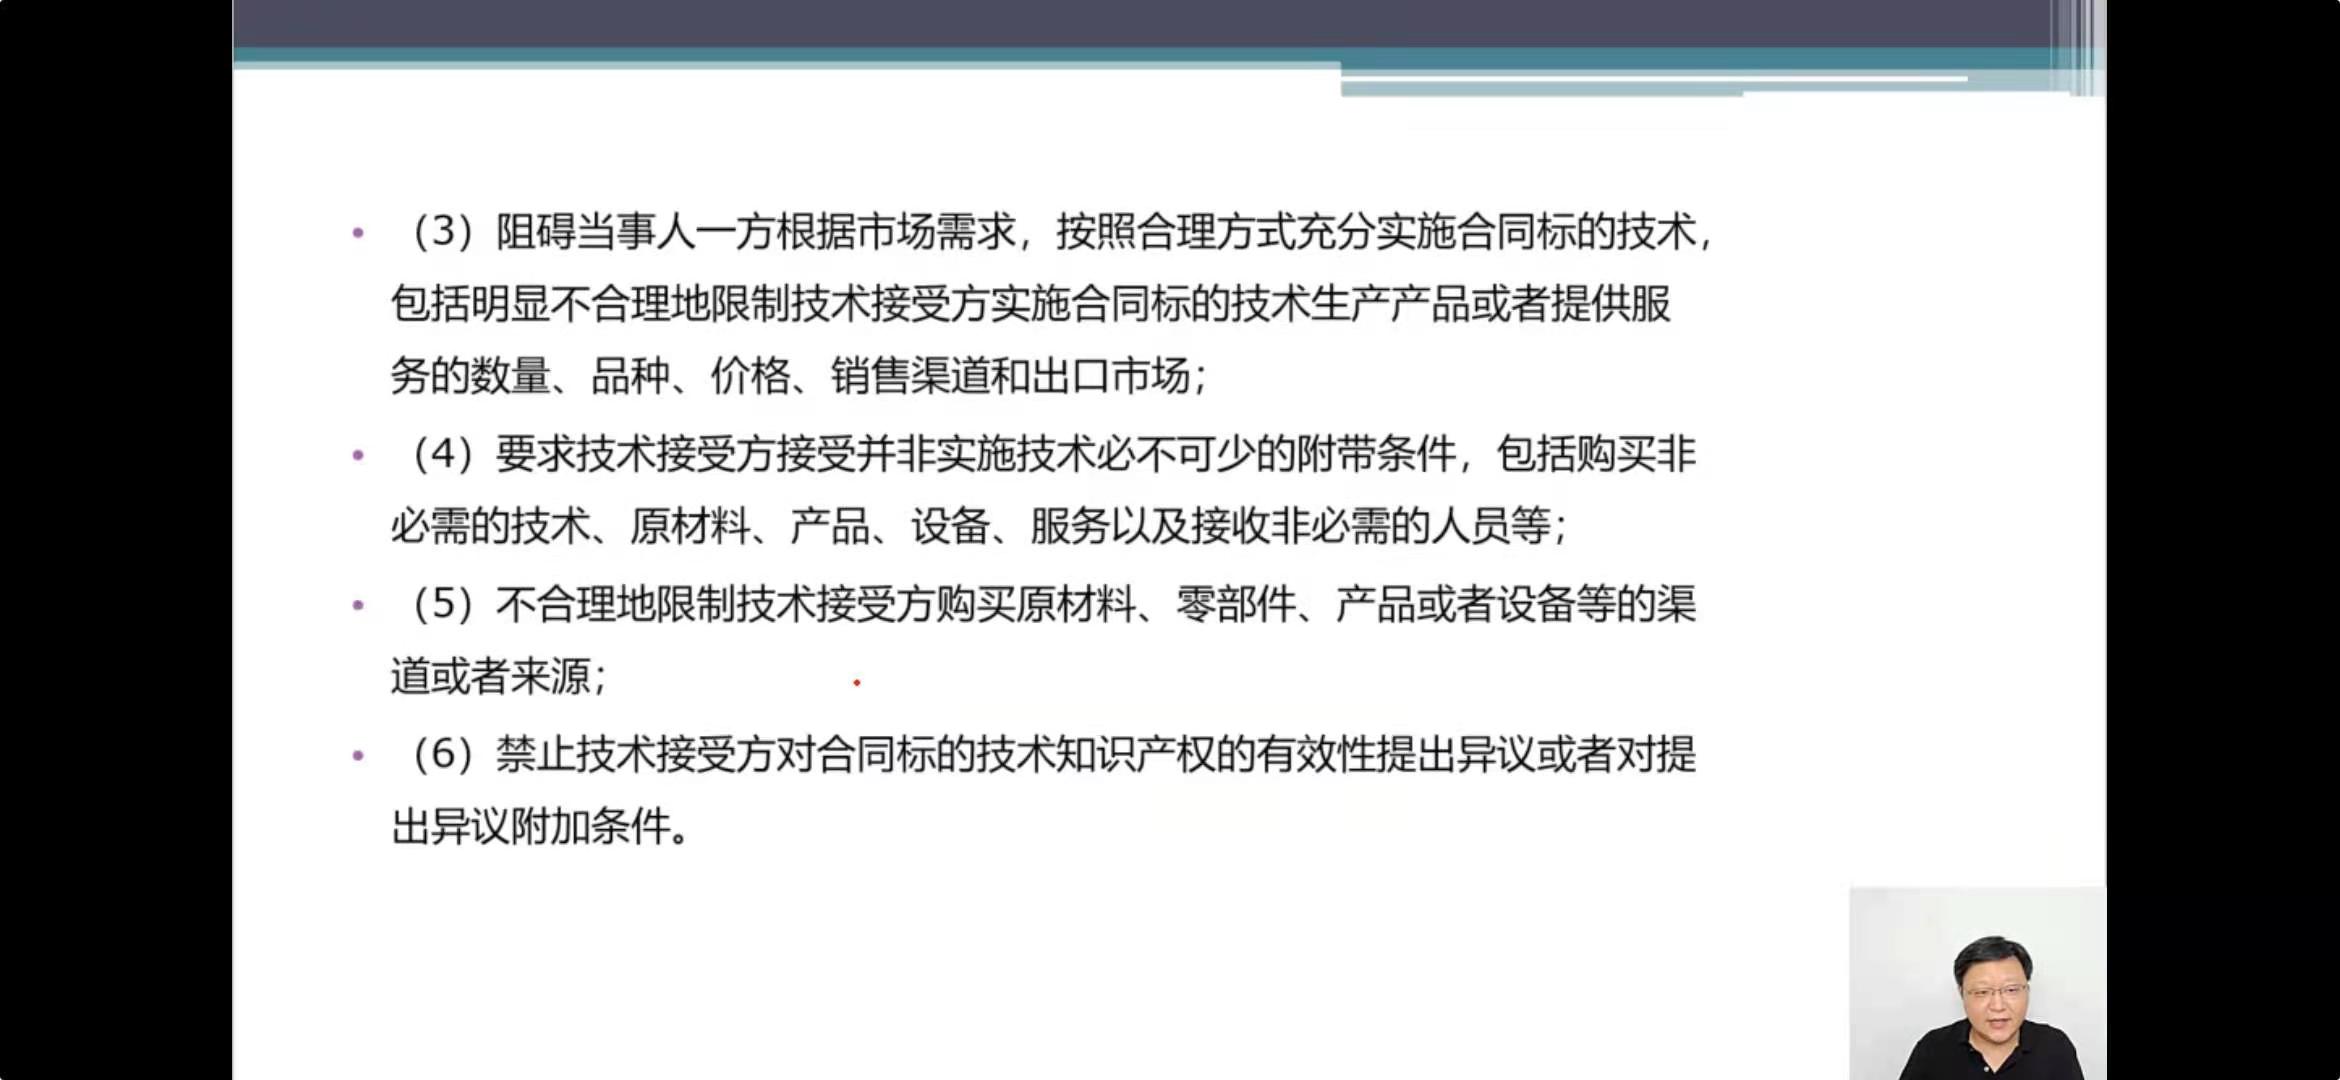 （3）阻碍当事人一方根据市场需求，按照合理方式充分实施合同标的技术，
包括明显不合理地限制技术接受方实施合同标的技术生产产品或者提供服
务的数量、品种、价格、销售渠道和出口市场；
（4）要求技术接受方接受并非实施技术必不可少的附带条件，包括购买非
必需的技术、原材料、产品、设备、服务以及接收非必需的人员等；
（5）不合理地限制技术接受方购买原材料、零部件、产品或者设备等的渠
道或者来源；
（6）禁止技术接受方对合同标的技术知识产权的有效性提出异议或者对提
出异议附加条件。